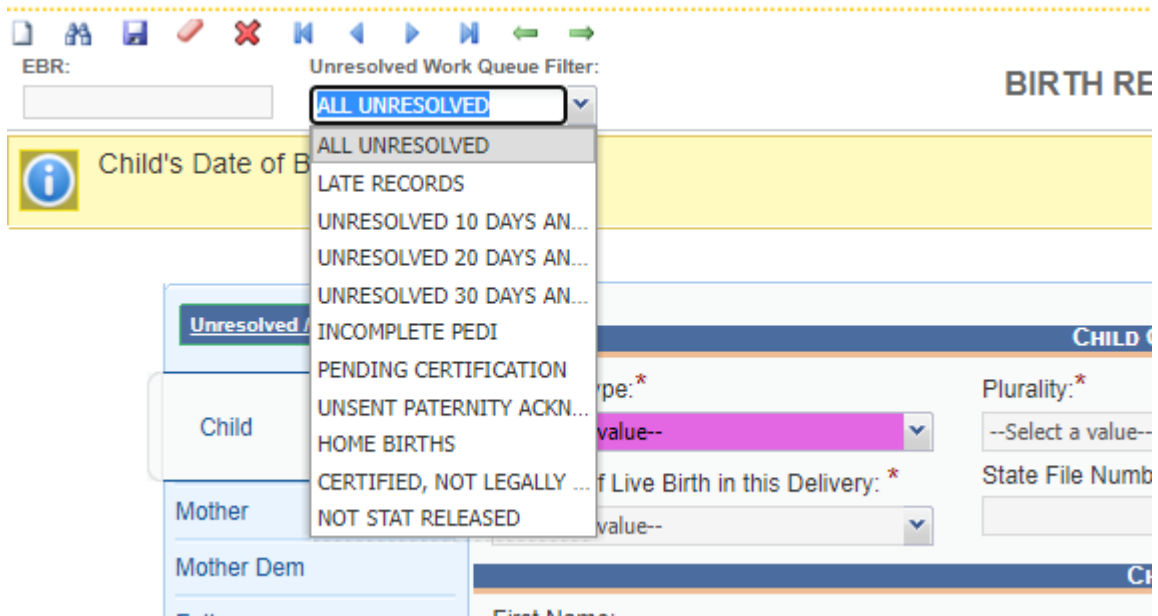 EBR:
Unresolved Work Queue Filter:
BIRTH RE
ALL UNRESOLVED
ALL UNRESOLVED
LATE RECORDS
UNRESOLVED 10 DAYS AN...
UNRESOLVED 20 DAYS AN...
UNRESOLVED 30 DAYS AN...
INCOMPLETE PEDI
PENDING CERTIFICATION
UNSENT PATERNITY ACKN...
HOME BIRTHS
CERTIFIED, NOT LEGALLY ...
NOT STAT RELEASED
Child's Date of B
Unresolved /
Child
Mother
Mother Dem
CHILD
ype:*
Plurality:*
value--
--Select a value--
f Live Birth in this Delivery: *
State File Numb
value--
CH
First Name: